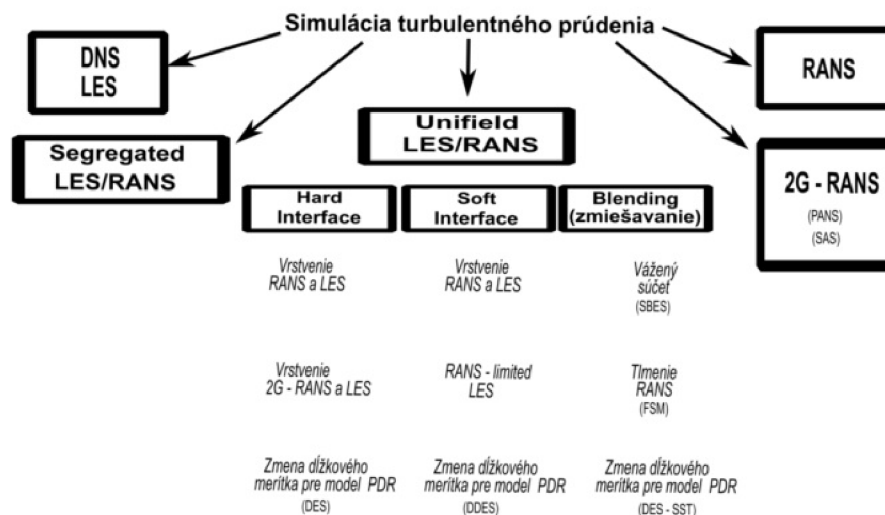 Simulácia turbulentného prúdenia
DNS
LES
RANS
Segregated
LES/RANS
Unifield
LES/RANS
2G - RANS
(PANS)
(SAS)
Hard
Interface
Soft
Interface
Blending
(zmiešavanie)
Vrstvenie
RANS a LES
Vrstvenie
RANS a LES
Vážený
súčet
(SBES)
Vrstvenie
2G - RANS a LES
RANS - limited
LES
Tlmenie
RANS
(FSM)
Zmena dĺžkového
merítka pre model PDR
(DES)
Zmena dĺžkového
merítka pre model PDR
(DDES)
Zmena dĺžkového
merítka pre model PDR
(DES - SST)